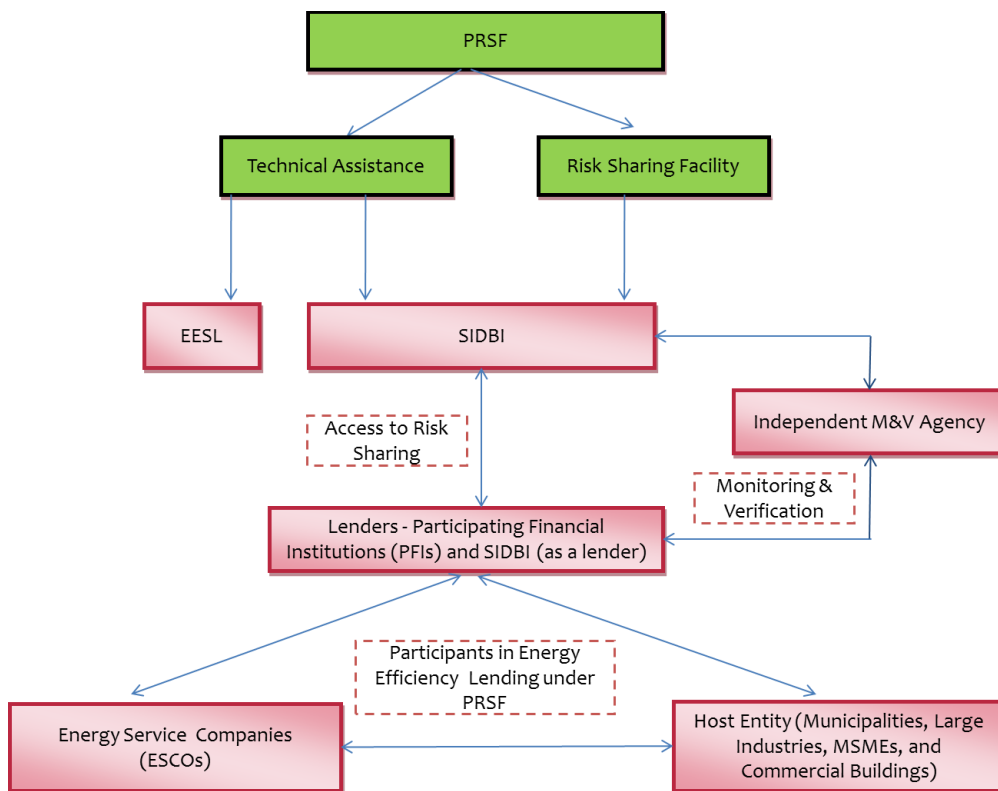 PRSF
Technical Assistance
Risk Sharing Facility
EESL
SIDBI
Independent M&V Agency
Access to Risk
Sharing
Monitoring &
Verification
Lenders - Participating Financial
Institutions (PFIs) and SIDBI (as a lender)
Participants in Energy
Efficiency Lending under
PRSF
Energy Service Companies
(ESCOs)
Host Entity (Municipalities, Large
Industries, MSMEs, and
Commercial Buildings)